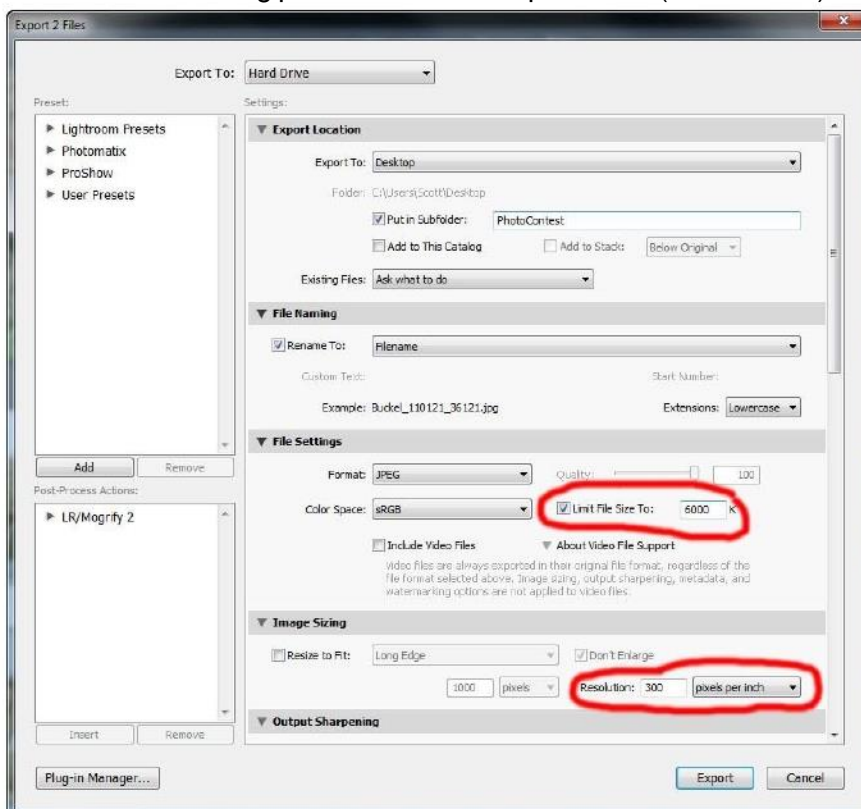 Export 2 Files
Export To: Hard Drive
Preset:
Lightroom Presets
Photomatix
ProShow
User Presets
Add Remove
Post-Process Actions:
LR/Mogrify 2
Insert Remove
Settings:
Export Location
Export To: Desktop
Folder: C:\Users\Scott\Desktop
Put in Subfolder: PhotoContest
Add to This Catalog Add to Stack: Below Original
Existing Files: Ask what to do
File Naming
Rename To: Filename
Custom Text: Start Number:
Example: Buckel_110121_36121.jpg Extensions: Lowercase
File Settings
Format: JPEG Quality: 100
Color Space: sRGB Limit File Size To: 6000 K
Include Video Files About Video File Support
Video files are always exported in their original file format, regardless of the
file format selected above. Image sizing, output sharpening, metadata, and
watermarking options are not applied to video files.
Image Sizing
Resize to Fit: Long Edge Don't Enlarge
1000 pixels Resolution: 300 pixels per inch
Output Sharpening
Plug-in Manager... Export Cancel